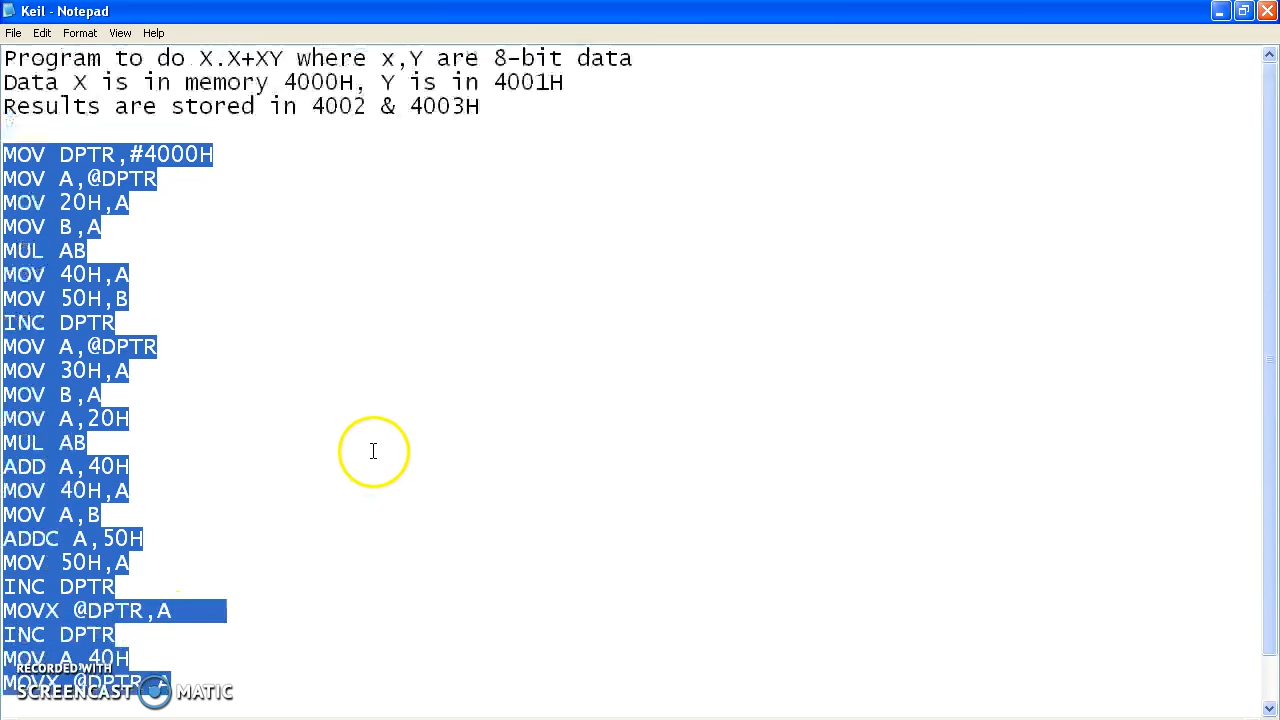 Keil - Notepad
File Edit Format View Help
Program to do X.X+XY where x,Y are 8-bit data
Data X is in memory 4000H, Y is in 4001H
Results are stored in 4002 & 4003H
MOV DPTR,#4000H
MOV A,@DPTR
MOV 20H,A
MOV B,A
MUL AB
MOV 40H,A
MOV 50H,B
INC DPTR
MOV A,@DPTR
MOV 30H,A
MOV B,A
MOV A,20H
MUL AB
ADD A,40H
MOV 40H,A
MOV A,B
ADDC A,50H
MOV 50H,A
INC DPTR
MOVX @DPTR,A
INC DPTR
MOV A,40H
RECORDED WITH
MOVX @DPTR,A
SCREENCAST MATIC